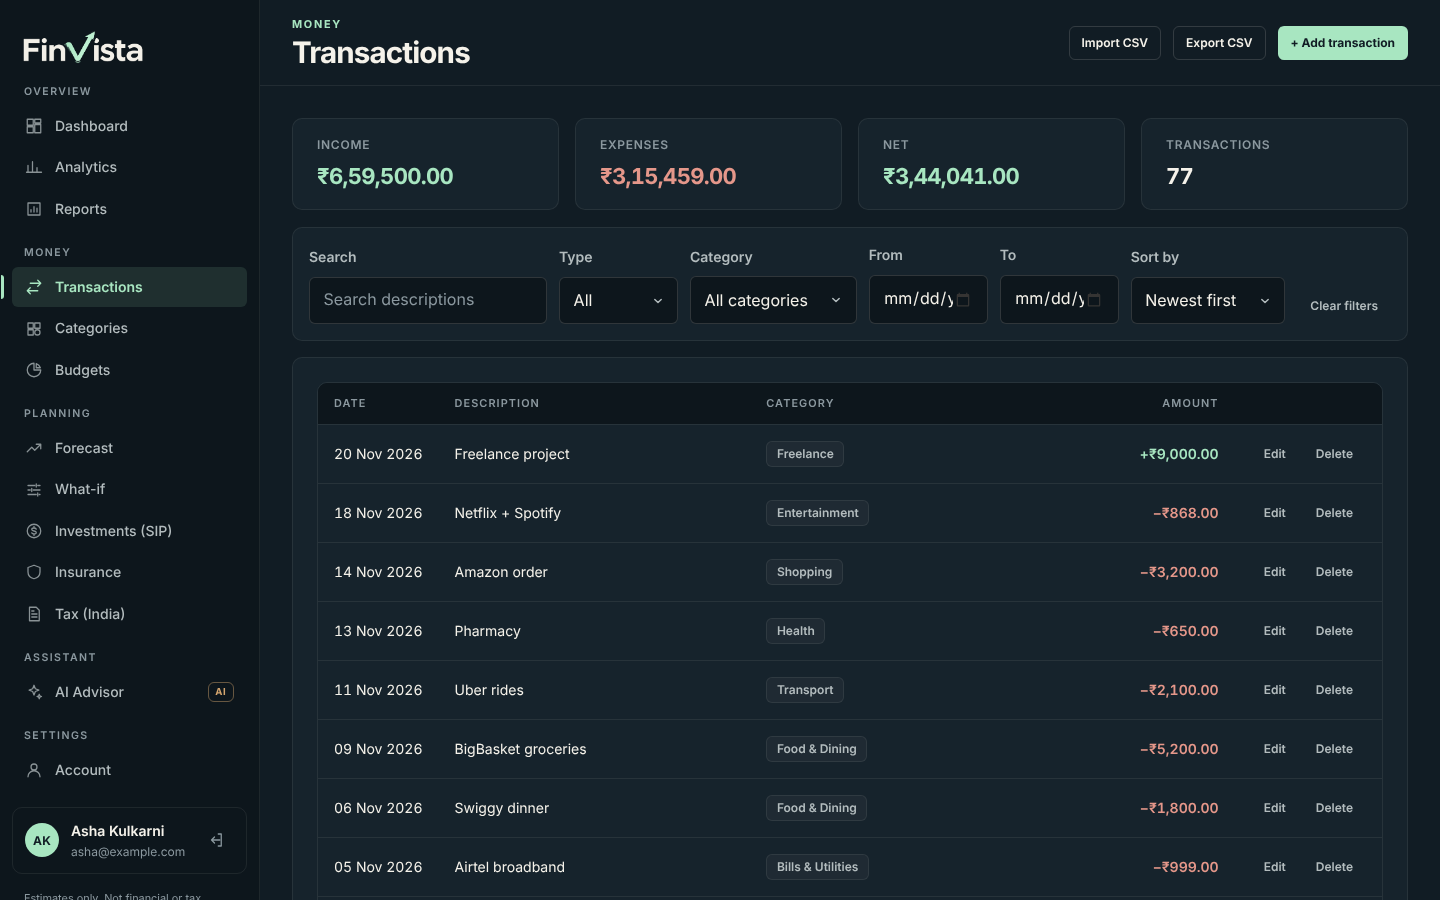 FinVista
OVERVIEW
Dashboard
Analytics
Reports
MONEY
Transactions
Categories
Budgets
PLANNING
Forecast
What-if
Investments (SIP)
Insurance
Tax (India)
ASSISTANT
AI Advisor AI
SETTINGS
Account
AK
Asha Kulkarni
asha@example.com
Estimates only. Not financial or tax
MONEY
Transactions
Import CSV Export CSV + Add transaction
INCOME EXPENSES NET TRANSACTIONS
₹6,59,500.00 ₹3,15,459.00 ₹3,44,041.00 77
Search Type Category From To Sort by
Search descriptions All All categories mm/dd/y mm/dd/y Newest first Clear filters
DATE DESCRIPTION CATEGORY AMOUNT
20 Nov 2026 Freelance project Freelance +₹9,000.00 Edit Delete
18 Nov 2026 Netflix + Spotify Entertainment −₹868.00 Edit Delete
14 Nov 2026 Amazon order Shopping −₹3,200.00 Edit Delete
13 Nov 2026 Pharmacy Health −₹650.00 Edit Delete
11 Nov 2026 Uber rides Transport −₹2,100.00 Edit Delete
09 Nov 2026 BigBasket groceries Food & Dining −₹5,200.00 Edit Delete
06 Nov 2026 Swiggy dinner Food & Dining −₹1,800.00 Edit Delete
05 Nov 2026 Airtel broadband Bills & Utilities −₹999.00 Edit Delete